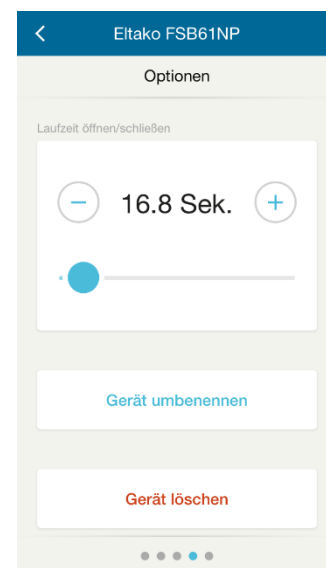 Eltako FSB61NP
Optionen
Laufzeit öffnen/schließen
16.8 Sek.
Gerät umbenennen
Gerät löschen